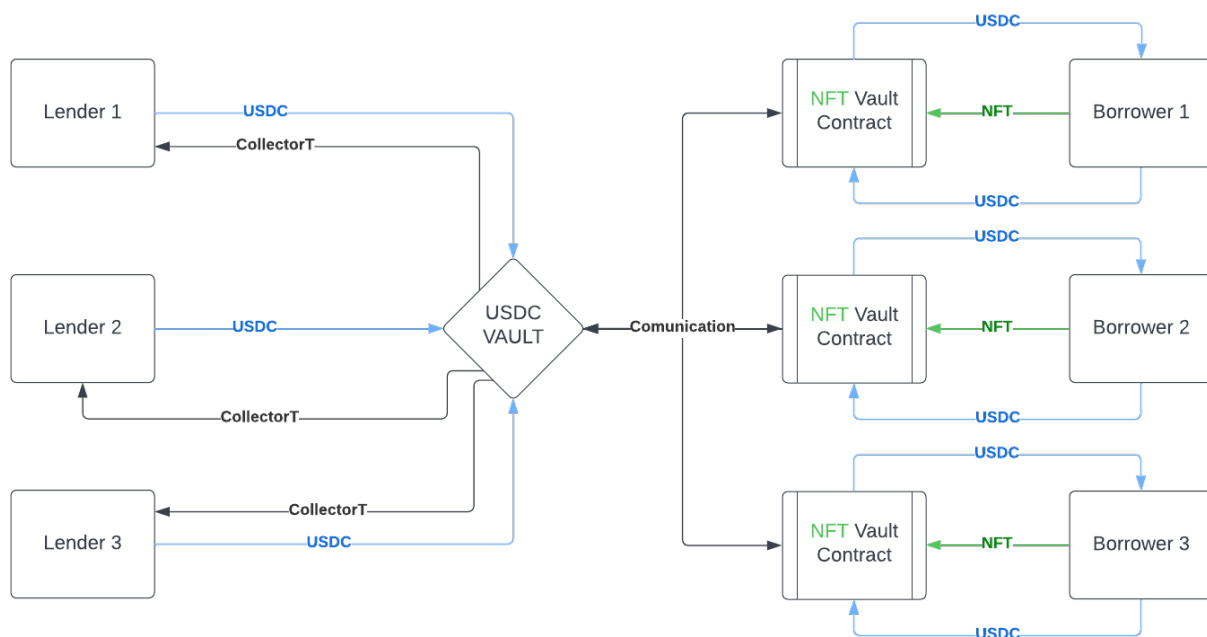 USDC
Lender 1
USDC
CollectorT
NFT Vault
Contract
NFT
Borrower 1
USDC
USDC
Lender 2
USDC
USDC
VAULT
Comunication
NFT Vault
Contract
NFT
Borrower 2
CollectorT
USDC
USDC
CollectorT
Lender 3
USDC
NFT Vault
Contract
NFT
Borrower 3
USDC